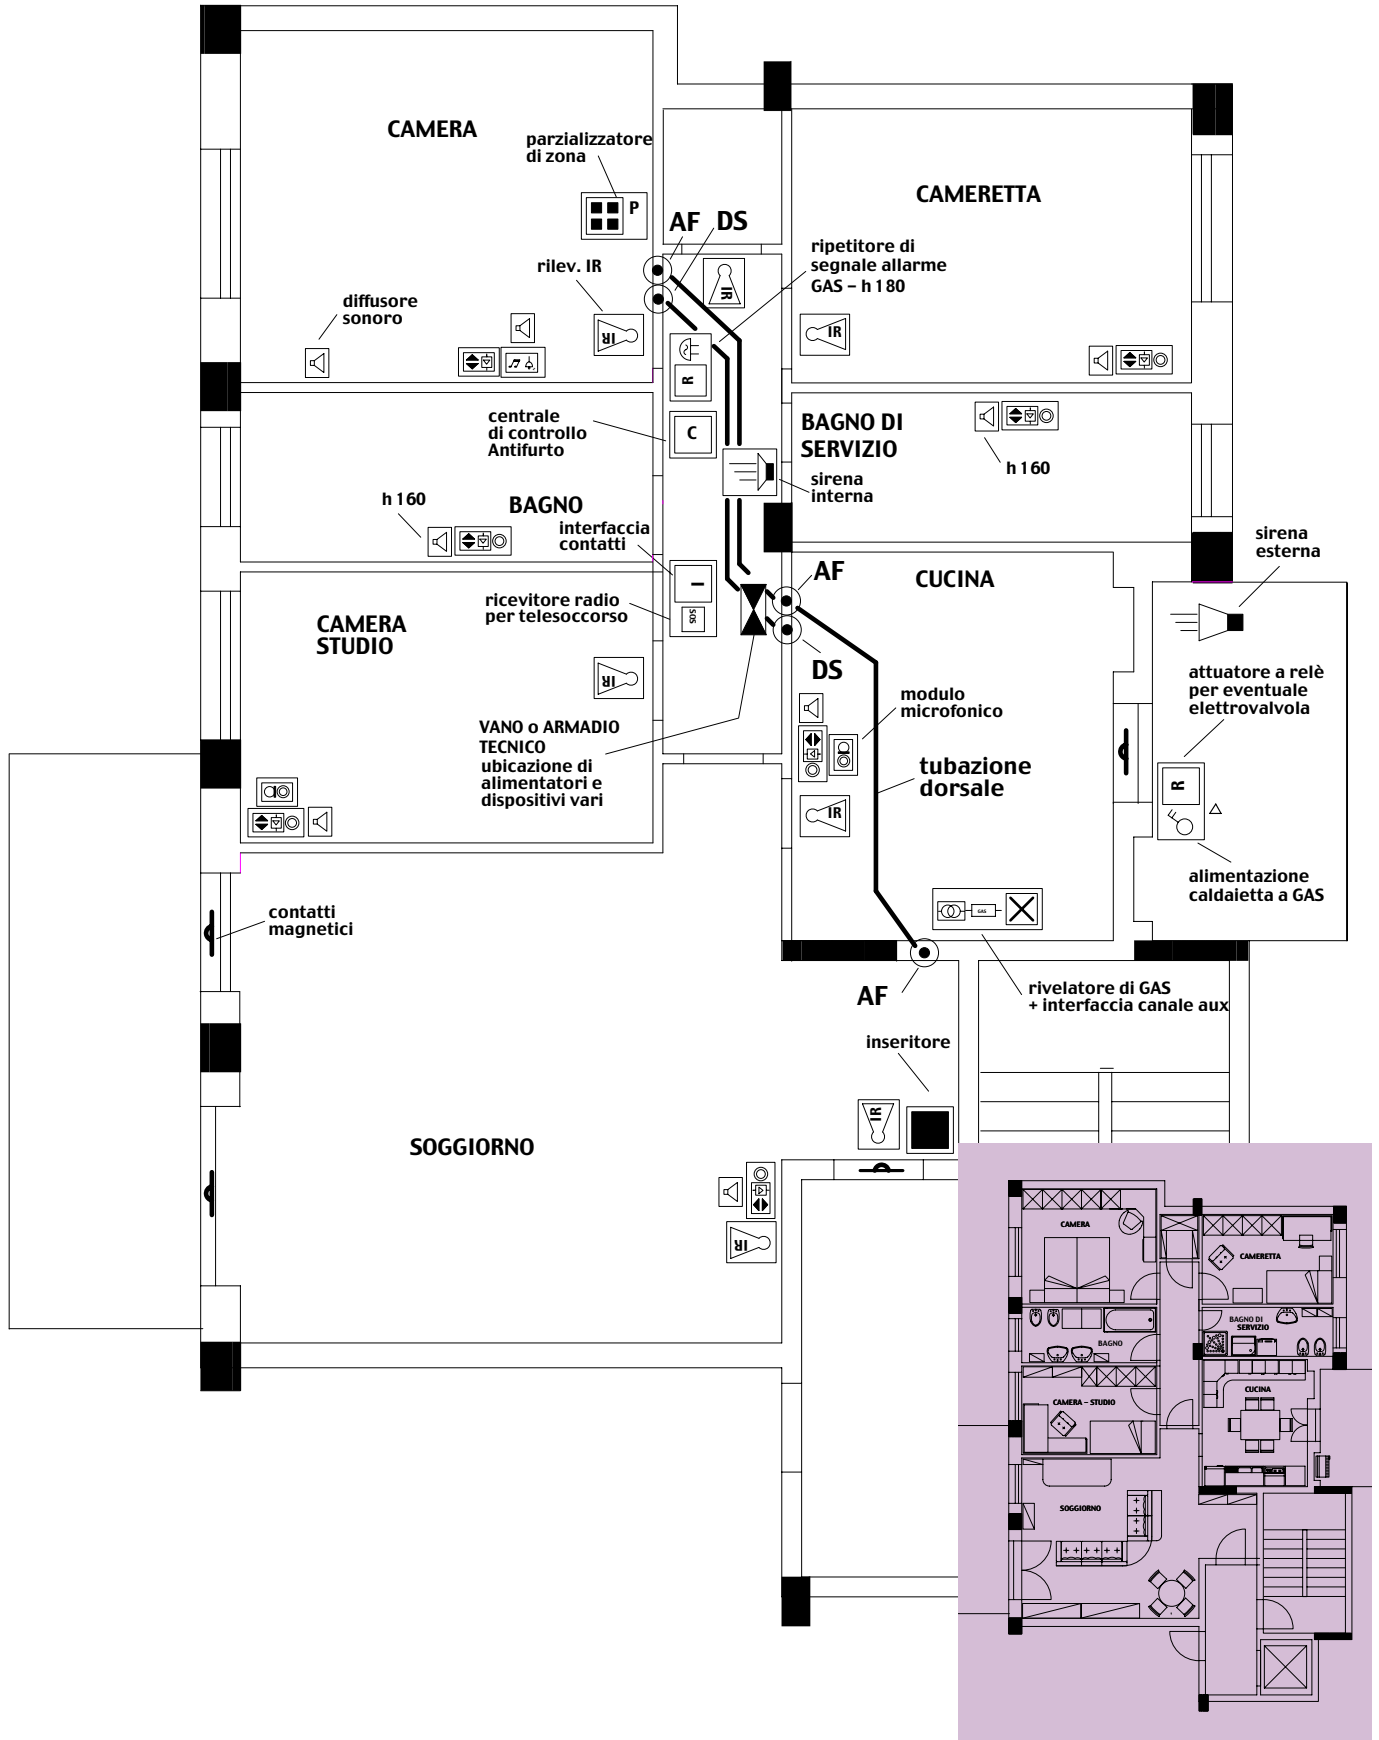 CAMERA
parzializzatore
di zona
P
CAMERETTA
AF
DS
ripetitore di
segnale allarme
GAS – h 180
rilev. IR
IR
diffusore
sonoro
IR
IR
R
centrale
di controllo
Antifurto
C
BAGNO DI
SERVIZIO
h 160
sirena
interna
h 160
BAGNO
interfaccia
contatti
I
sirena
esterna
AF
CUCINA
ricevitore radio
per telesoccorso
SOS
CAMERA
STUDIO
IR
DS
attuatore a relè
per eventuale
elettrovalvola
modulo
microfonico
VANO o ARMADIO
TECNICO
ubicazione di
alimentatori e
dispositivi vari
tubazione
dorsale
R
IR
alimentazione
caldaietta a GAS
contatti
magnetici
GAS
AF
rivelatore di GAS
+ interfaccia canale aux
inseritore
IR
SOGGIORNO
IR
CAMERA
CAMERETTA
BAGNO DI
SERVIZIO
BAGNO
CUCINA
CAMERA – STUDIO
SOGGIORNO